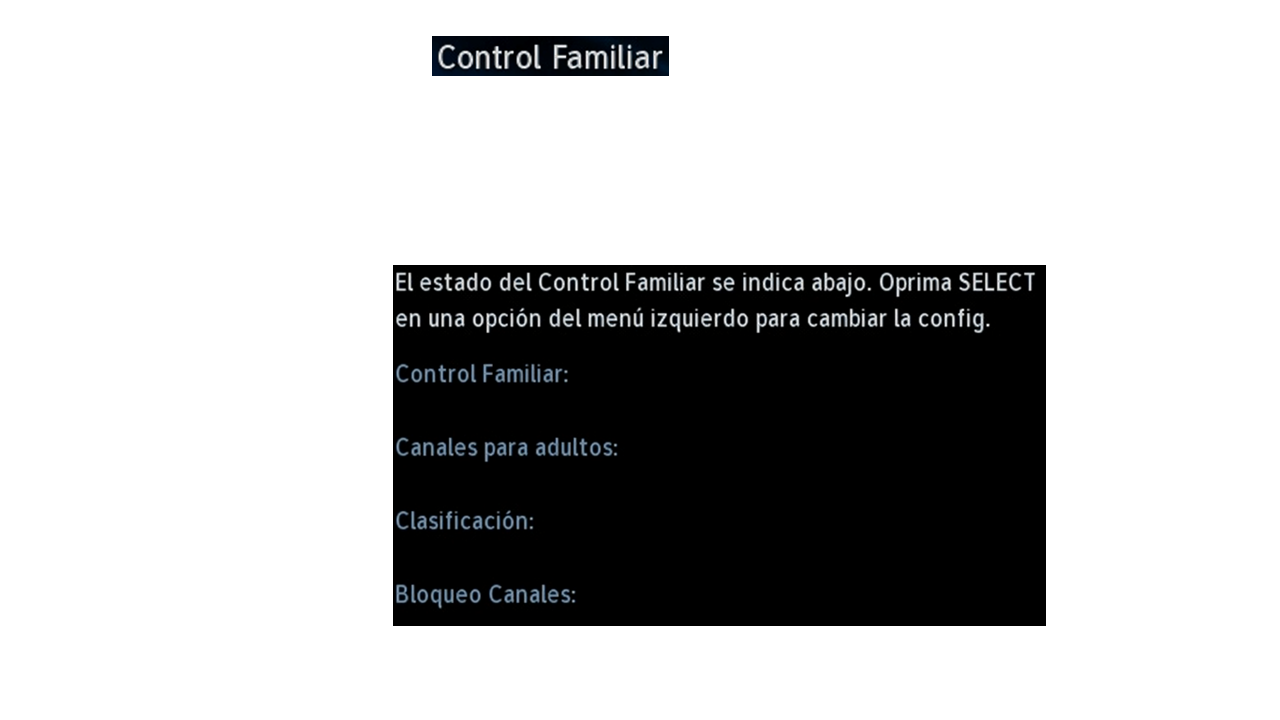 Control Familiar
El estado del Control Familiar se indica abajo. Oprima SELECT
en una opción del menú izquierdo para cambiar la config.
Control Familiar:
Canales para adultos:
Clasificación:
Bloqueo Canales: